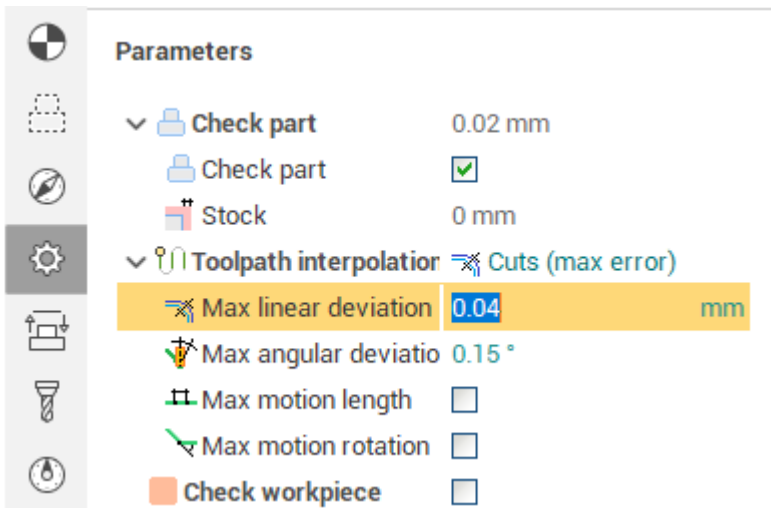 Parameters
Check part 0.02 mm
Check part
Stock 0 mm
Toolpath interpolation Cuts (max error)
Max linear deviation 0.04 mm
Max angular deviatio 0.15 °
Max motion length
Max motion rotation
Check workpiece